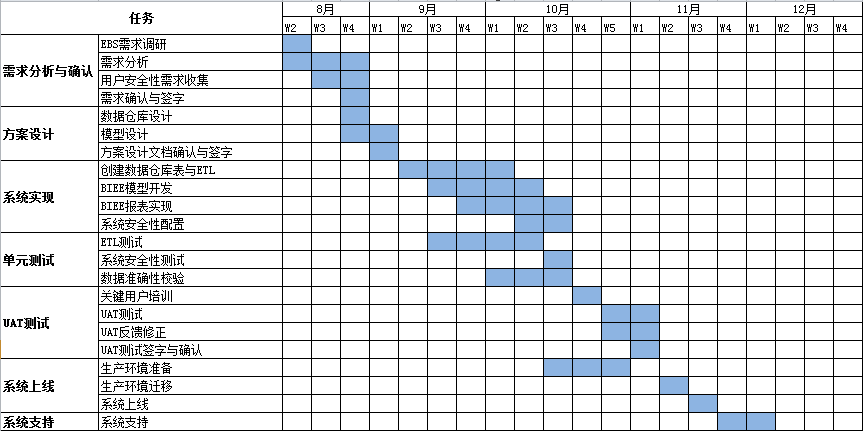 任务 8月 9月 10月 11月 12月
W2 W3 W4 W1 W2 W3 W4 W1 W2 W3 W4 W5 W1 W2 W3 W4 W1 W2 W3 W4
需求分析与确认
EBS需求调研
需求分析
用户安全性需求收集
需求确认与签字
方案设计
数据仓库设计
模型设计
方案设计文档确认与签字
系统实现
创建数据仓库表与ETL
BIEE模型开发
BIEE报表实现
系统安全性配置
单元测试
ETL测试
系统安全性测试
数据准确性校验
UAT测试
关键用户培训
UAT测试
UAT反馈修正
UAT测试签字与确认
系统上线
生产环境准备
生产环境迁移
系统上线
系统支持 系统支持